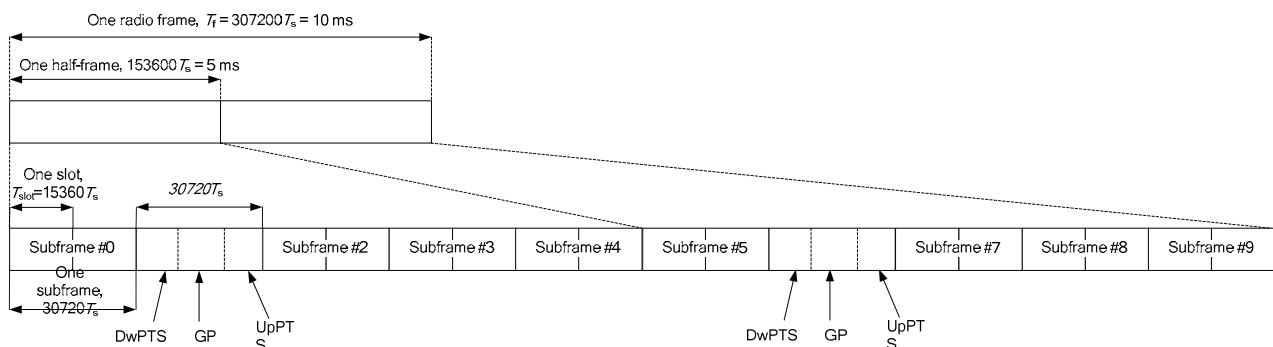 One radio frame, Tf = 307200Ts = 10 ms
One half-frame, 153600Ts = 5 ms
One slot,
Tslot=15360Ts
30720Ts
Subframe #0
Subframe #2
Subframe #3
Subframe #4
Subframe #5
Subframe #7
Subframe #8
Subframe #9
One
subframe,
30720Ts
DwPTS
GP
UpPT
S
DwPTS
GP
UpPT
S